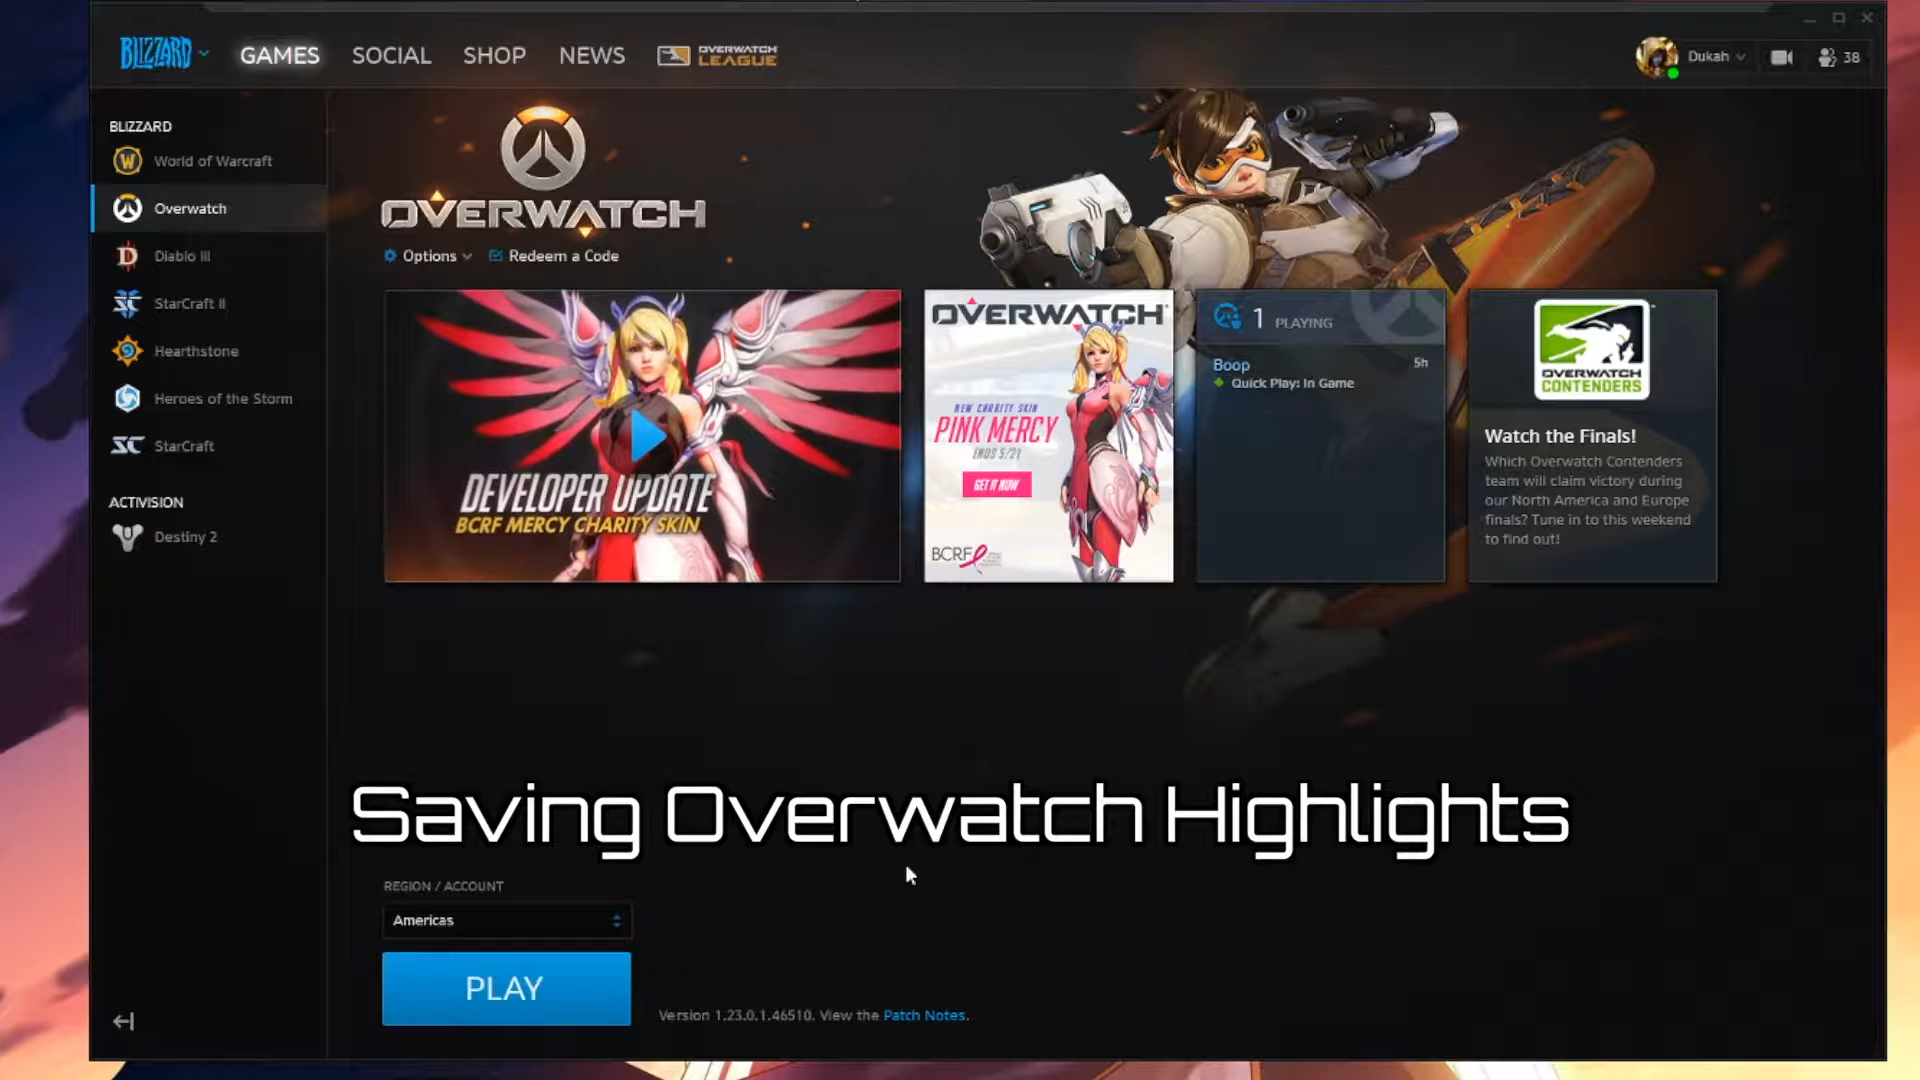 BLIZZARD
GAMES
SOCIAL
SHOP
NEWS
OVERWATCH
LEAGUE
Dukah
38
BLIZZARD
World of Warcraft
Overwatch
Diablo III
StarCraft II
Hearthstone
Heroes of the Storm
StarCraft
ACTIVISION
Destiny 2
OVERWATCH
Options
Redeem a Code
DEVELOPER UPDATE
BCRF MERCY CHARITY SKIN
OVERWATCH
NEW CHARITY SKIN
PINK MERCY
ENDS 5/21
GET IT NOW
BCRF
1 PLAYING
Boop
5h
Quick Play: In Game
OVERWATCH
CONTENDERS
Watch the Finals!
Which Overwatch Contenders
team will claim victory during
our North America and Europe
finals? Tune in to this weekend
to find out!
Saving Overwatch Highlights
REGION / ACCOUNT
Americas
PLAY
Version 1.23.0.1.46510. View the Patch Notes.